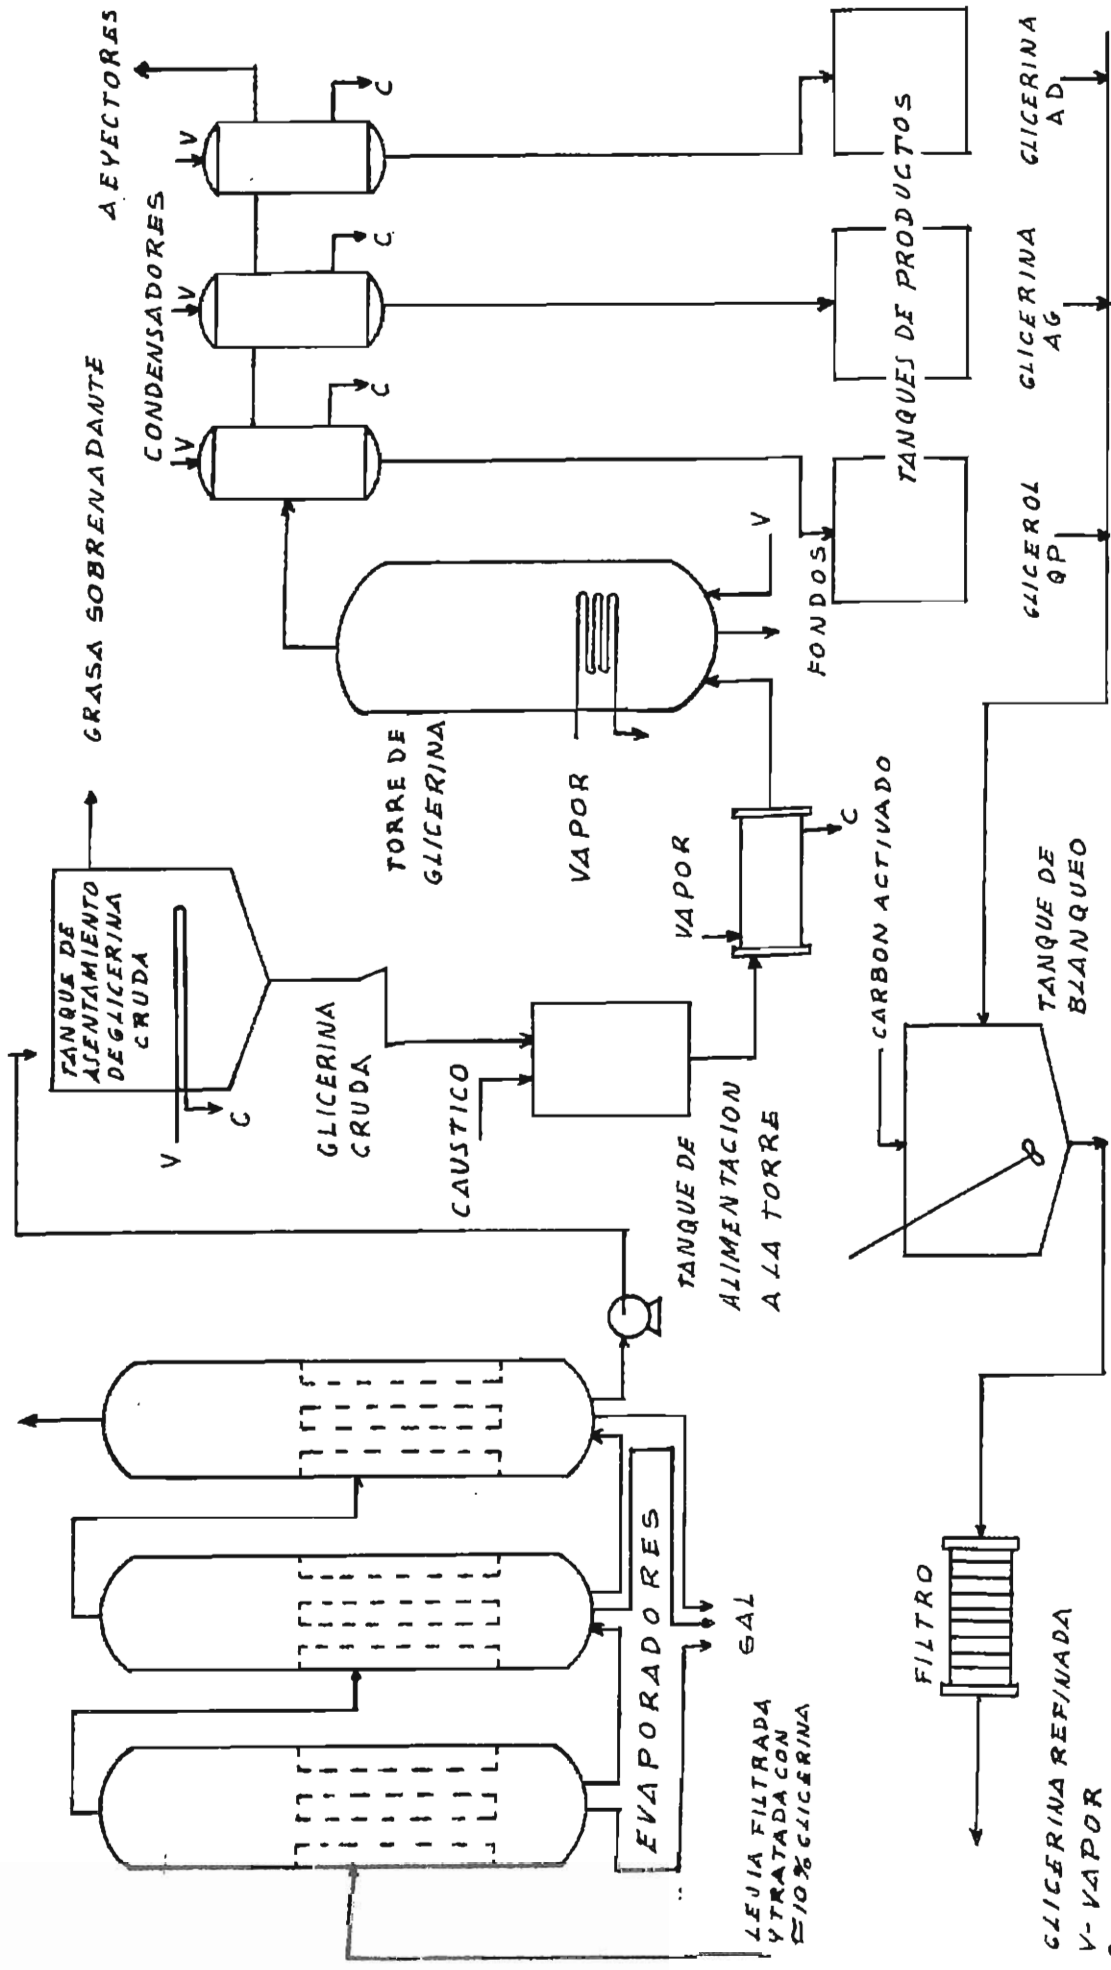 A EYECTORES
CONDENSADORES
GRASA SOBRENADANTE
V
V
V
C
C
C
TANQUE DE
ASENTAMIENTO
DE GLICERINA
CRUDA
V
C
GLICERINA
CRUDA
CAUSTICO
TANQUE DE
ALIMENTACION
A LA TORRE
VAPOR
C
TORRE DE
GLICERINA
VAPOR
V
FONDOS
TANQUES DE PRODUCTOS
GLICEROL
QP
GLICERINA
AG
GLICERINA
AD
EVAPORADORES
SAL
LEJIA FILTRADA
Y TRATADA CON
≅10% GLICERINA
CARBON ACTIVADO
TANQUE DE
BLANQUEO
FILTRO
GLICERINA REFINADA
V- VAPOR